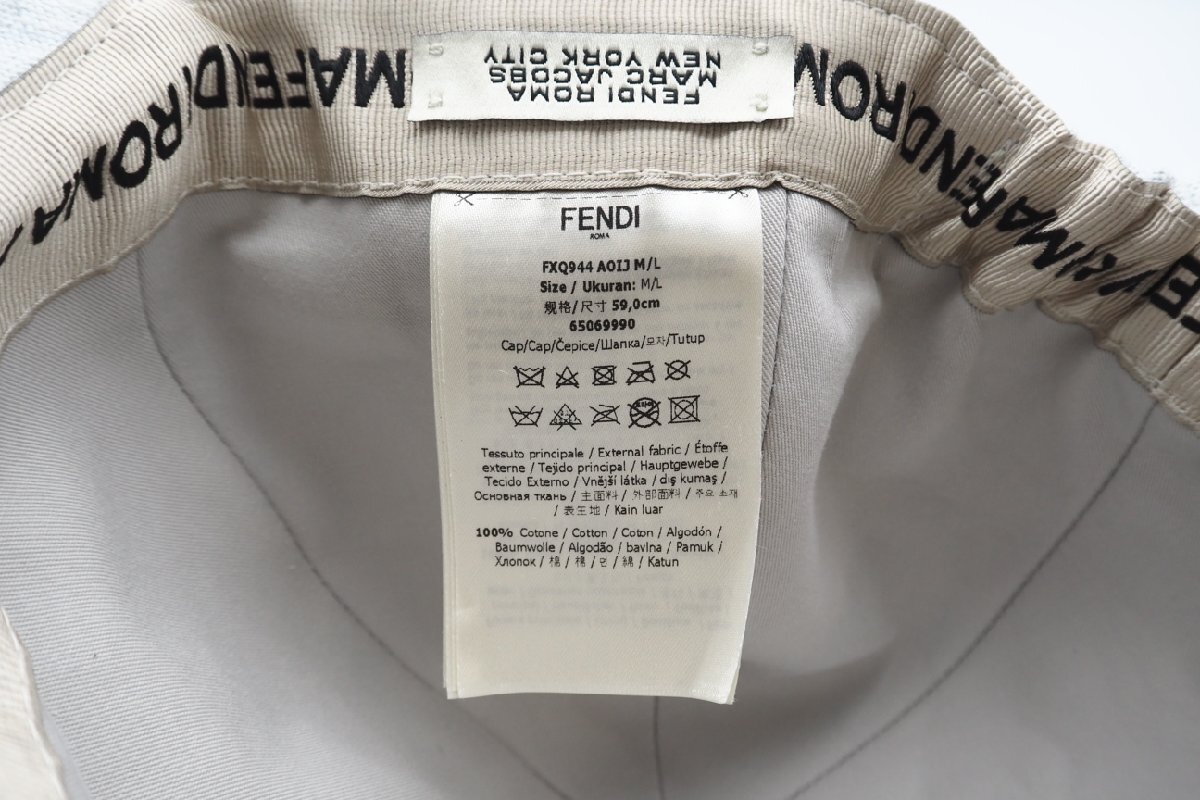 MAFENDIROMAFENDIROMA
FENDI ROMA
MARC JACOBS
NEW YORK CITY
FENDIROMAFENDIROM
FENDI
ROMA
FXQ944 AOIJ M/L
Size / Ukuran: M/L
规格/尺寸 59,0cm
65069990
Cap/Cap/Čepice/Шапка/모자/Tutup
Tessuto principale / External fabric / Étoffe
externe / Tejido principal / Hauptgewebe /
Tecido Externo / Vnější látka / dış kumaş /
Основная ткань / 主面料 / 外部面料 / 주요 소재
/ 表生地 / Kain luar
100% Cotone / Cotton / Coton / Algodón /
Baumwolle / Algodão / bavlna / Pamuk /
Хлопок / 棉 / 棉 / 면 / 綿 / Katun